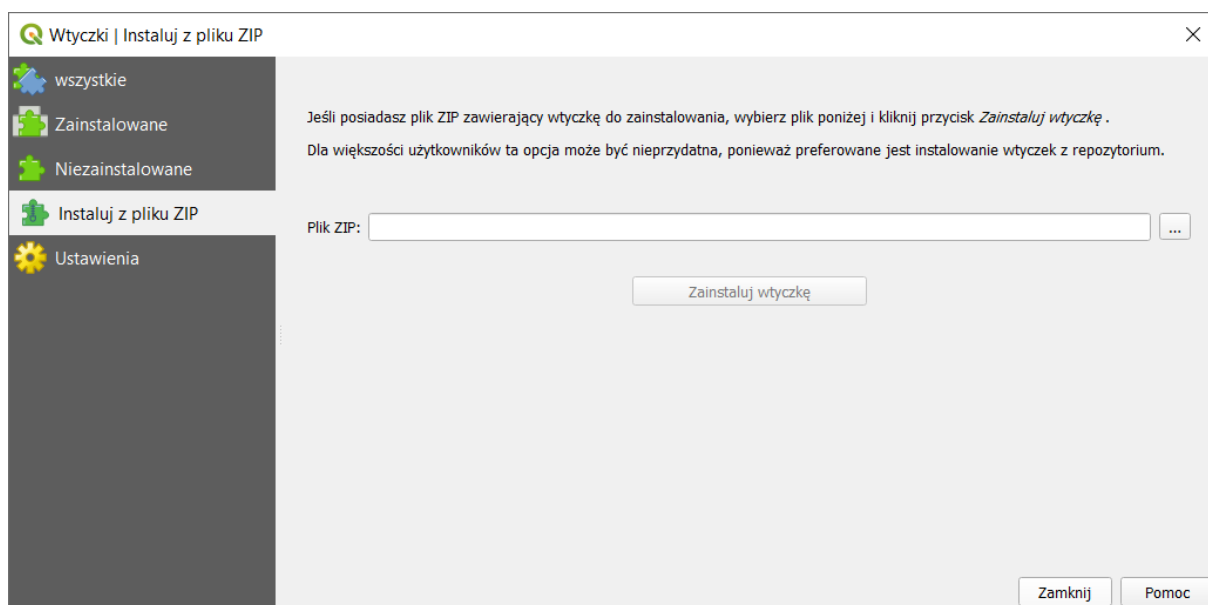 Wtyczki | Instaluj z pliku ZIP
wszystkie
Zainstalowane
Niezainstalowane
Instaluj z pliku ZIP
Ustawienia
Jeśli posiadasz plik ZIP zawierający wtyczkę do zainstalowania, wybierz plik poniżej i kliknij przycisk Zainstaluj wtyczkę .
Dla większości użytkowników ta opcja może być nieprzydatna, ponieważ preferowane jest instalowanie wtyczek z repozytorium.
Plik ZIP:
...
Zainstaluj wtyczkę
Zamknij
Pomoc